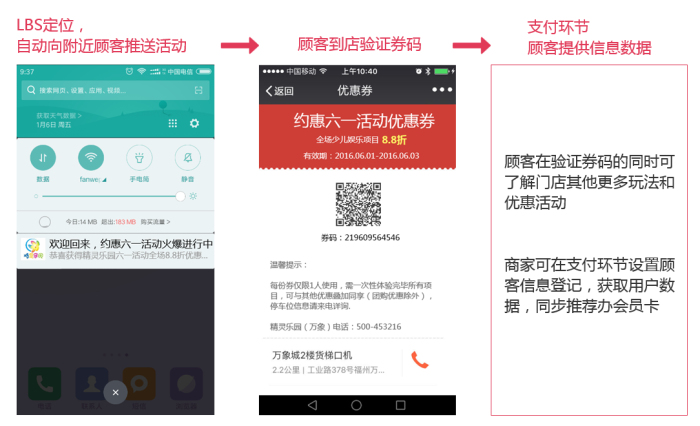 LBS定位，
自动向附近顾客推送活动
顾客到店验证券码
支付环节
顾客提供信息数据
9:37
中国电信
搜索网页、设置、应用、视频...
获取天气数据 >
1月6日 周五
数据
fanwe
手电筒
静音
今日:14 MB 超出:183 MB 购买流量 >
欢迎回来，约惠六一活动火爆进行中
恭喜获得精灵乐园六一活动全场8.8折优惠...
中国移动
上午10:40
返回
优惠券
约惠六一活动优惠券
全场少儿娱乐项目 8.8折
有效期：2016.06.01-2016.06.03
券码：219609564546
温馨提示：
每份券仅限1人使用，需一次性体验完毕所有项
目，可与其他优惠叠加同享（团购优惠除外），
停车位信息请来电详询.
精灵乐园（万象）电话：500-453216
万象城2楼货梯口机
2.2公里 | 工业路378号福州万...
顾客在验证券码的同时可
了解门店其他更多玩法和
优惠活动
商家可在支付环节设置顾
客信息登记，获取用户数
据，同步推荐办会员卡